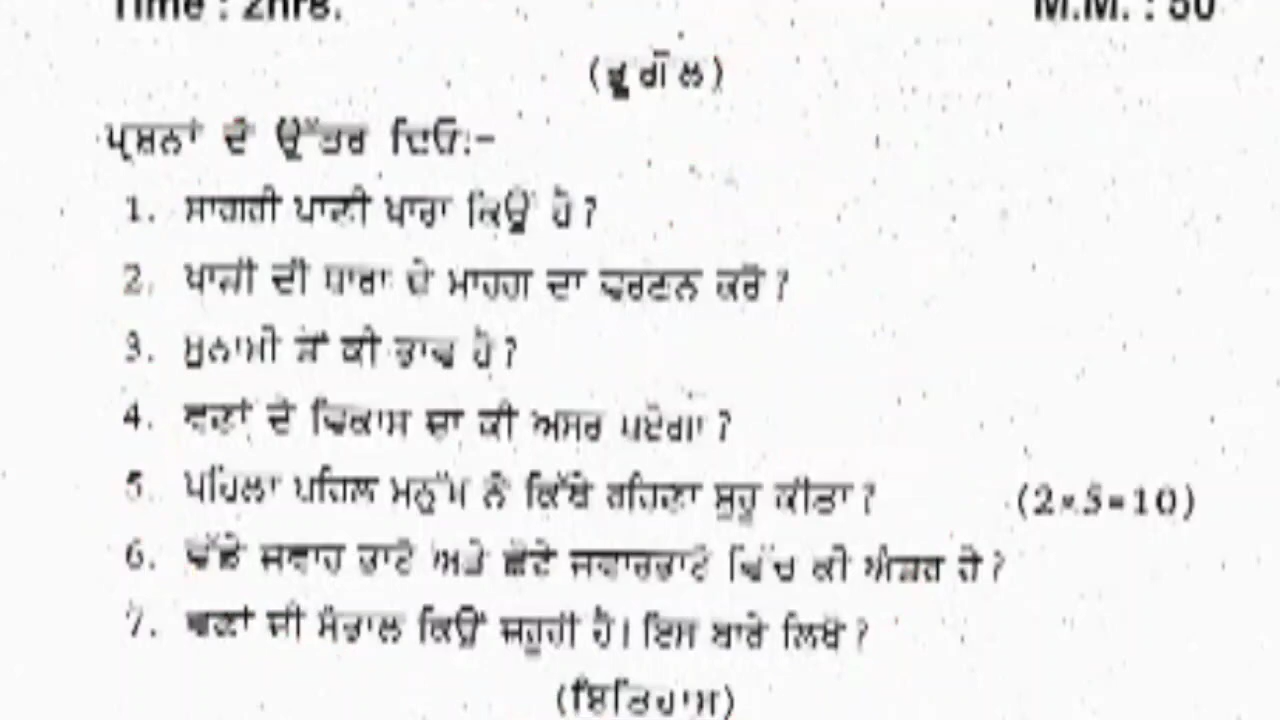 Time : 2hrs. M.M. : 50
(ਭੂਗੋਲ)
ਪ੍ਰਸ਼ਨਾਂ ਦੇ ਉੱਤਰ ਦਿਓ:-
1. ਸਾਗਰੀ ਪਾਣੀ ਖਾਰਾ ਕਿਉਂ ਹੈ ?
2. ਖਾੜੀ ਦੀ ਧਾਰਾ ਦੇ ਮਾਰਗ ਦਾ ਵਰਣਨ ਕਰੋ ?
3. ਸੁਨਾਮੀ ਤੋਂ ਕੀ ਭਾਵ ਹੈ ?
4. ਵਣਾਂ ਦੇ ਵਿਕਾਸ ਦਾ ਕੀ ਅਸਰ ਪਏਗਾ ?
5. ਪਹਿਲਾ ਪਹਿਲ ਮਨੁੱਖ ਨੇ ਕਿੱਥੇ ਰਹਿਣਾ ਸ਼ੁਰੂ ਕੀਤਾ ? (2×5=10)
6. ਵੱਡੇ ਜਵਾਰ ਭਾਟੇ ਅਤੇ ਛੋਟੇ ਜਵਾਰਭਾਟੇ ਵਿੱਚ ਕੀ ਅੰਤਰ ਹੈ ?
7. ਵਣਾਂ ਦੀ ਸੰਭਾਲ ਕਿਉਂ ਜ਼ਰੂਰੀ ਹੈ। ਇਸ ਬਾਰੇ ਲਿਖੋ ?
(ਇਤਿਹਾਸ)